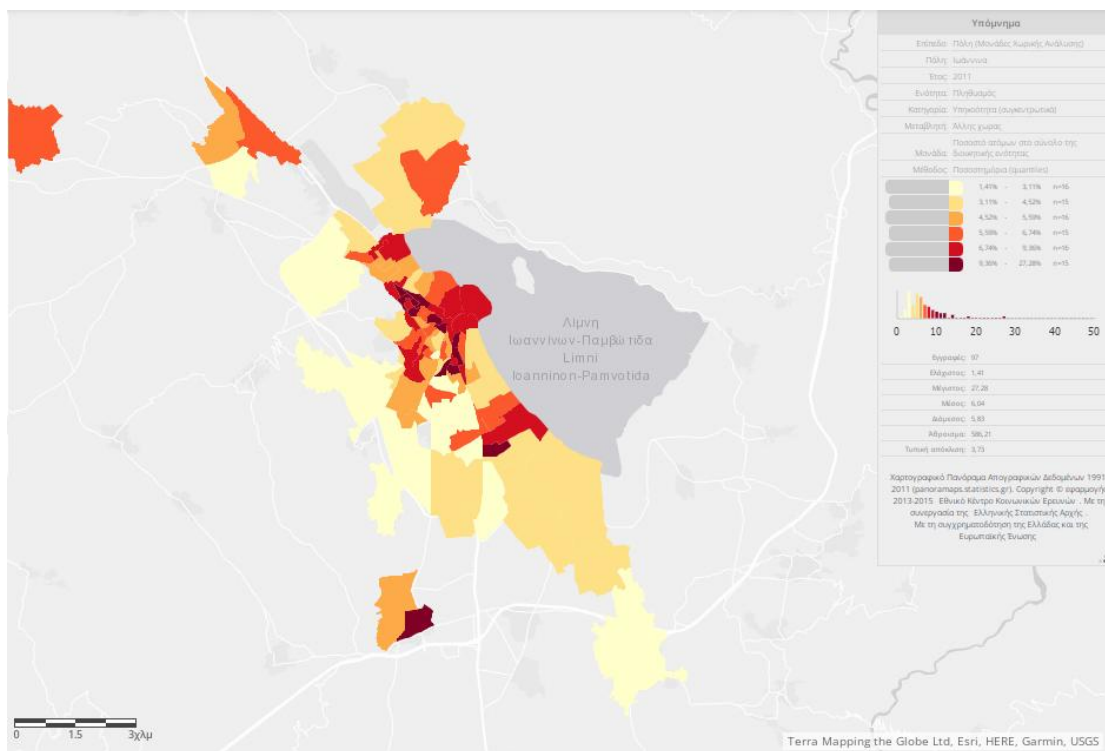 Υπόμνημα
Επίπεδο: Πόλη (Μονάδες Χωρικής Ανάλυσης)
Πόλη: Ιωάννινα
Έτος: 2011
Ενότητα: Πληθυσμός
Κατηγορία: Υπηκοότητα (συγκεντρωτικά)
Μεταβλητή: Άλλης χωρας
Μονάδα: Ποσοστό ατόμων στο σύνολο της διοικητικής ενότητας
Μέθοδος: Ποσοστημόρια (quantiles)
1,41% - 3,11% n=16
3,11% - 4,52% n=15
4,52% - 5,59% n=16
5,59% - 6,74% n=15
6,74% - 9,36% n=16
9,36% - 27,28% n=15
0 10 20 30 40 50
Εγγραφές: 97
Ελάχιστος: 1,41
Μέγιστος: 27,28
Μέσος: 6,04
Διάμεσος: 5,83
Άθροισμα: 586,21
Τυπική απόκλιση: 3,73
Χαρτογραφικό Πανόραμα Απογραφικών Δεδομένων 1991
2011 (panoramaps.statistics.gr). Copyright © εφαρμογή
2013-2015 Εθνικό Κέντρο Κοινωνικών Ερευνών . Με τη
συνεργασία της Ελληνικής Στατιστικής Αρχής .
Με τη συγχρηματοδότηση της Ελλάδας και της
Ευρωπαϊκής Ένωσης
Λίμνη
Ιωαννίνων-Παμβώτιδα
Limni
Ioanninon-Pamvotida
0 1.5 3χλμ
Terra Mapping the Globe Ltd, Esri, HERE, Garmin, USGS